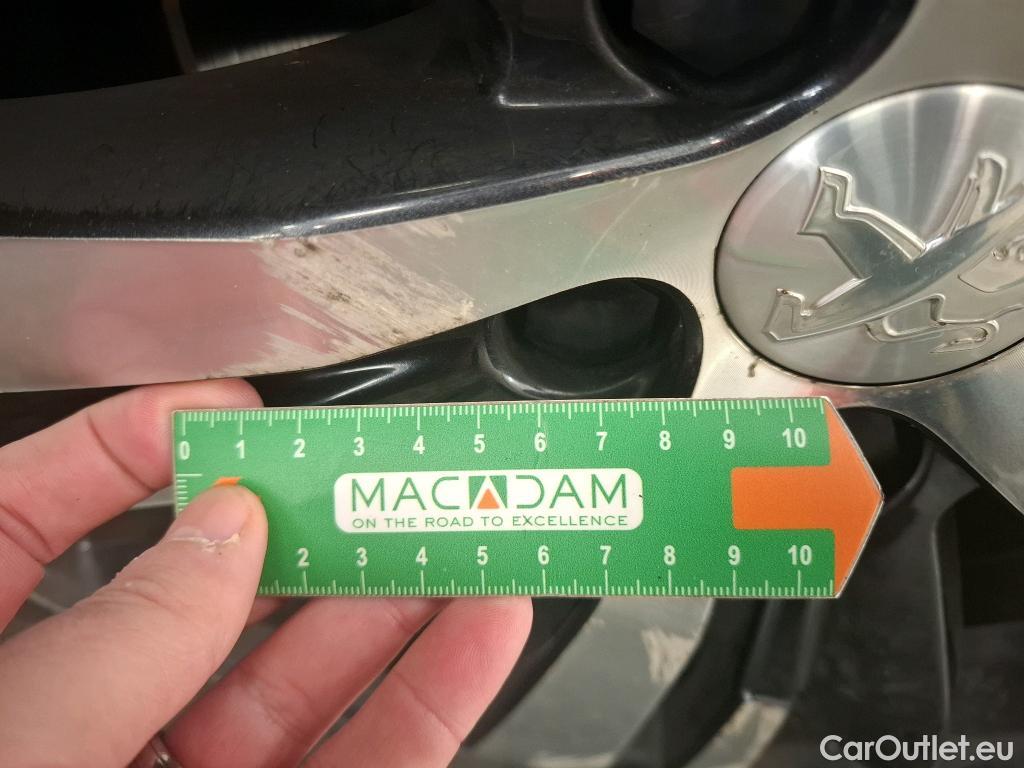 0 1 2 3 4 5 6 7 8 9 10
MACADAM
ON THE ROAD TO EXCELLENCE
2 3 4 5 6 7 8 9 10
CarOutlet.eu